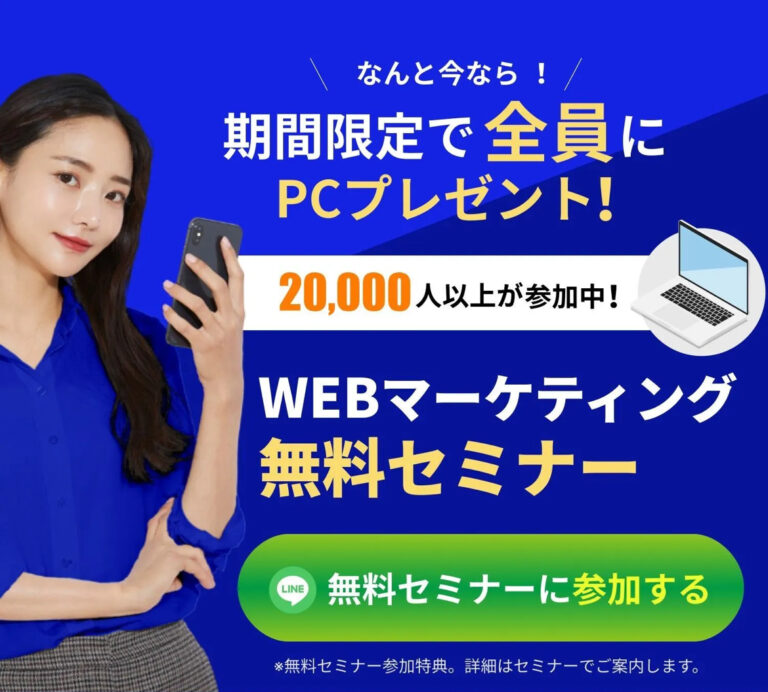 なんと今なら！
期間限定で全員に
PCプレゼント！
20,000人以上が参加中！
WEBマーケティング
無料セミナー
LINE 無料セミナーに参加する
※無料セミナー参加特典。詳細はセミナーでご案内します。